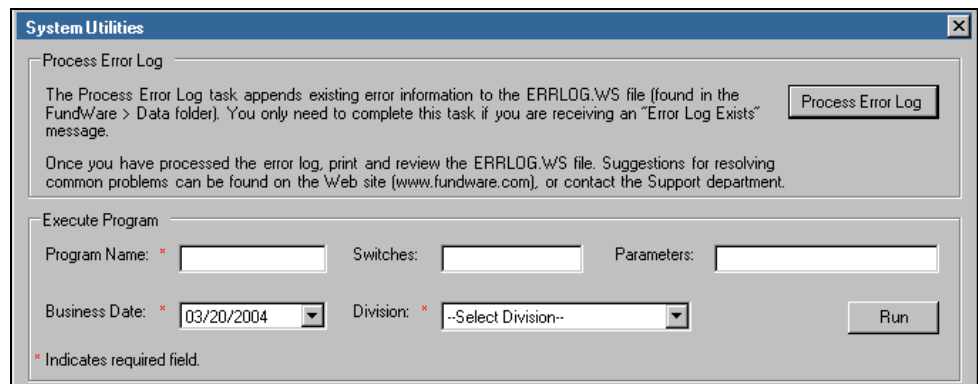 System Utilities
Process Error Log
The Process Error Log task appends existing error information to the ERRLOG.WS file (found in the
FundWare > Data folder). You only need to complete this task if you are receiving an "Error Log Exists"
message.
Process Error Log
Once you have processed the error log, print and review the ERRLOG.WS file. Suggestions for resolving
common problems can be found on the Web site (www.fundware.com), or contact the Support department.
Execute Program
Program Name: * Switches: Parameters:
Business Date: * 03/20/2004 Division: * --Select Division-- Run
* Indicates required field.